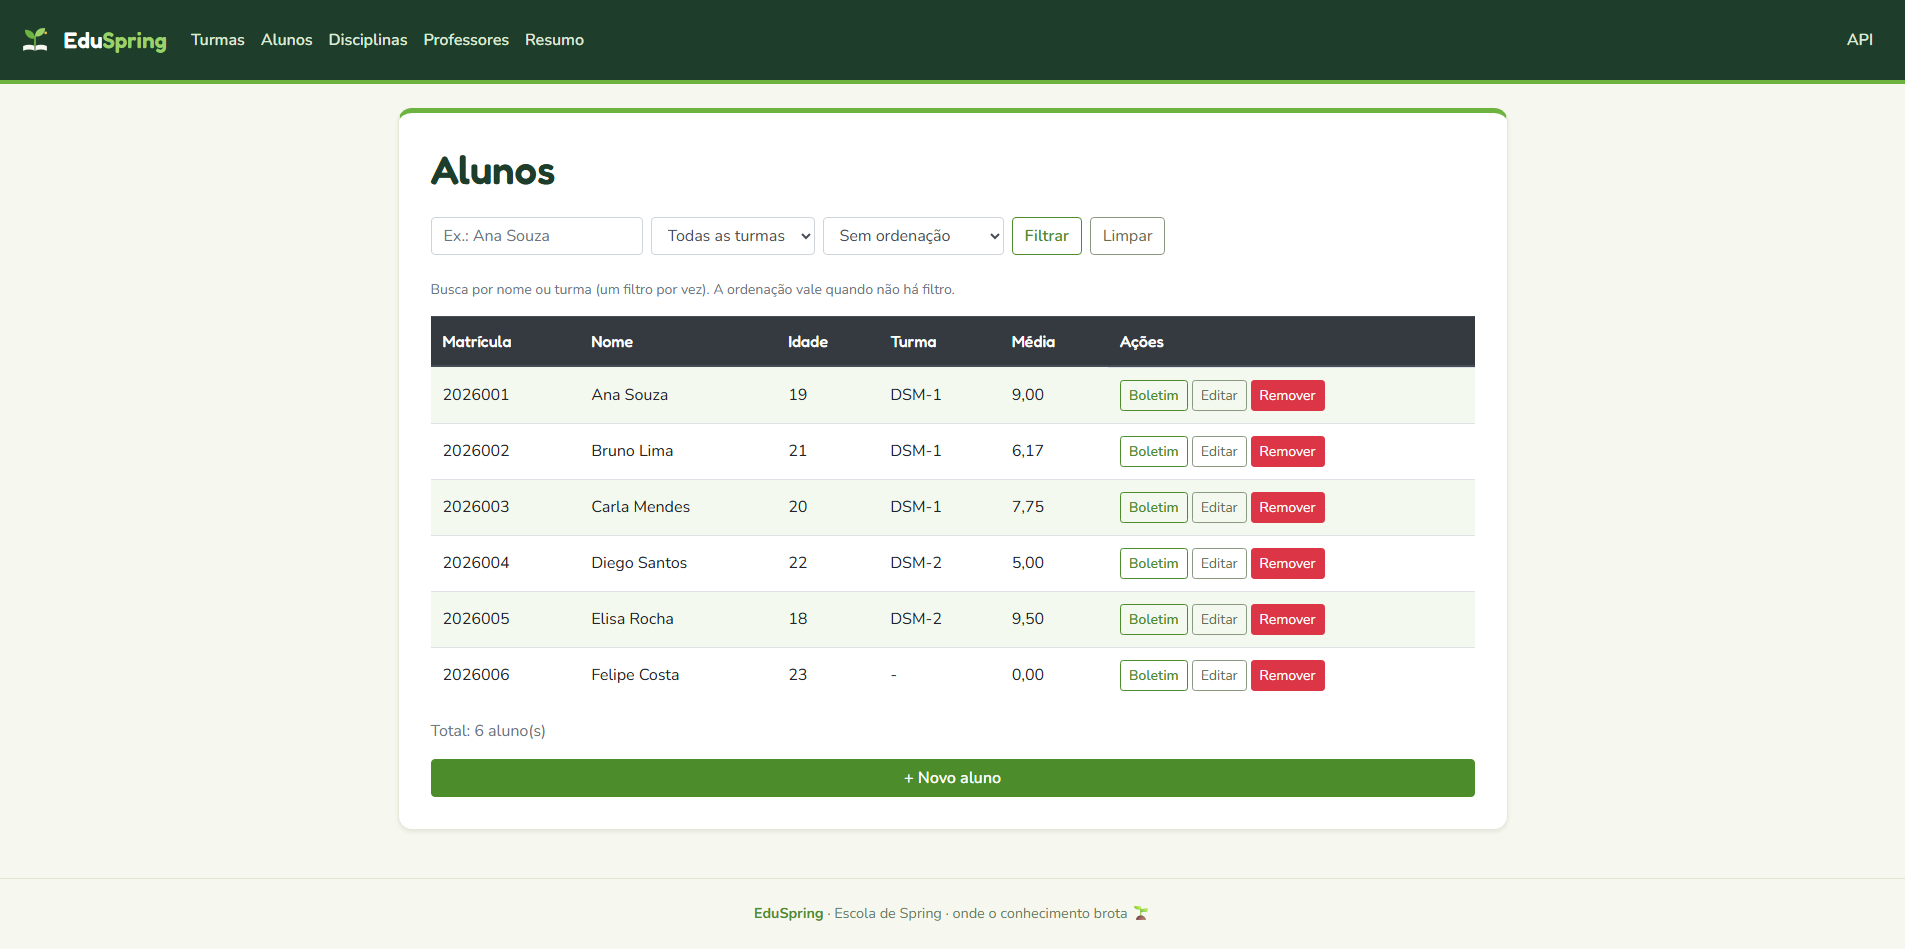 EduSpring Turmas Alunos Disciplinas Professores Resumo API
Alunos
Ex.: Ana Souza Todas as turmas Sem ordenação Filtrar Limpar
Busca por nome ou turma (um filtro por vez). A ordenação vale quando não há filtro.
Matrícula Nome Idade Turma Média Ações
2026001 Ana Souza 19 DSM-1 9,00 Boletim Editar Remover
2026002 Bruno Lima 21 DSM-1 6,17 Boletim Editar Remover
2026003 Carla Mendes 20 DSM-1 7,75 Boletim Editar Remover
2026004 Diego Santos 22 DSM-2 5,00 Boletim Editar Remover
2026005 Elisa Rocha 18 DSM-2 9,50 Boletim Editar Remover
2026006 Felipe Costa 23 - 0,00 Boletim Editar Remover
Total: 6 aluno(s)
+ Novo aluno
EduSpring · Escola de Spring · onde o conhecimento brota 🌱